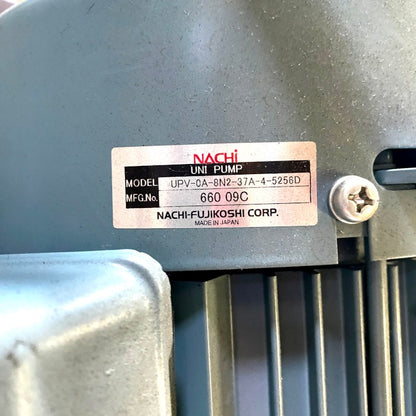 NACHi
UNI PUMP
MODEL UPV-0A-8N2-37A-4-5256D
MFG.No. 660 09C
NACHI-FUJIKOSHI CORP.
MADE IN JAPAN